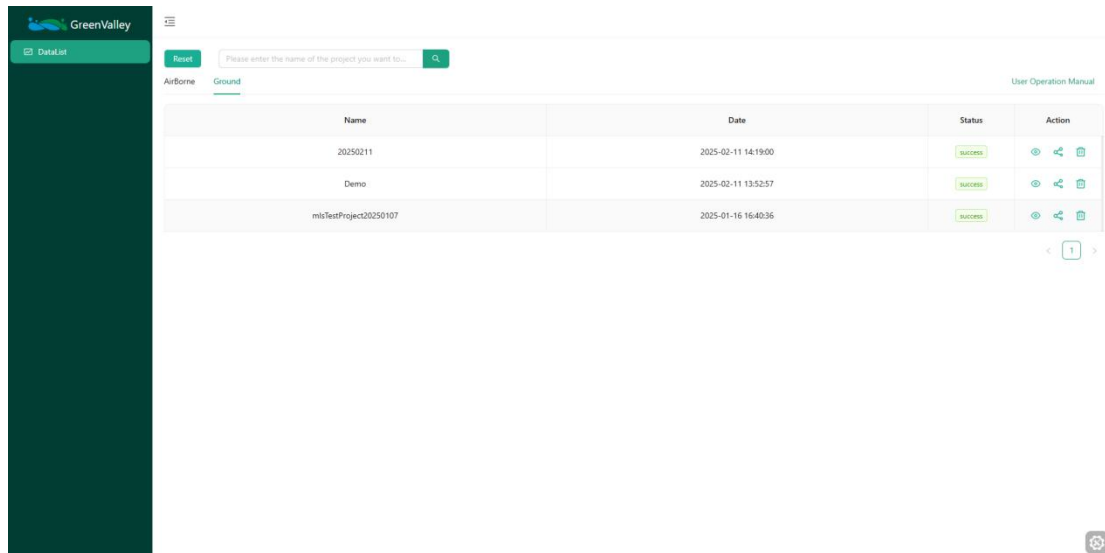 GreenValley
DataList
Reset
Please enter the name of the project you want to...
AirBorne Ground User Operation Manual
Name Date Status Action
20250211 2025-02-11 14:19:00 success
Demo 2025-02-11 13:52:57 success
mlsTestProject20250107 2025-01-16 16:40:36 success
< 1 >